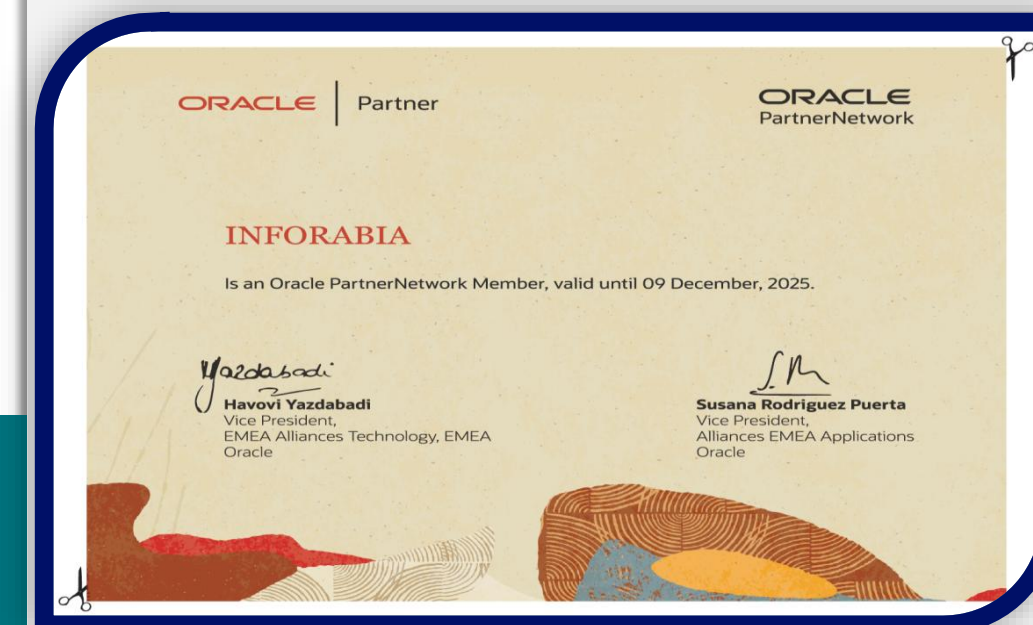 ORACLE | Partner
ORACLE
PartnerNetwork
INFORABIA
Is an Oracle PartnerNetwork Member, valid until 09 December, 2025.
Yazdabadi
Havovi Yazdabadi
Vice President,
EMEA Alliances Technology, EMEA
Oracle
Susana Rodriguez Puerta
Vice President,
Alliances EMEA Applications
Oracle